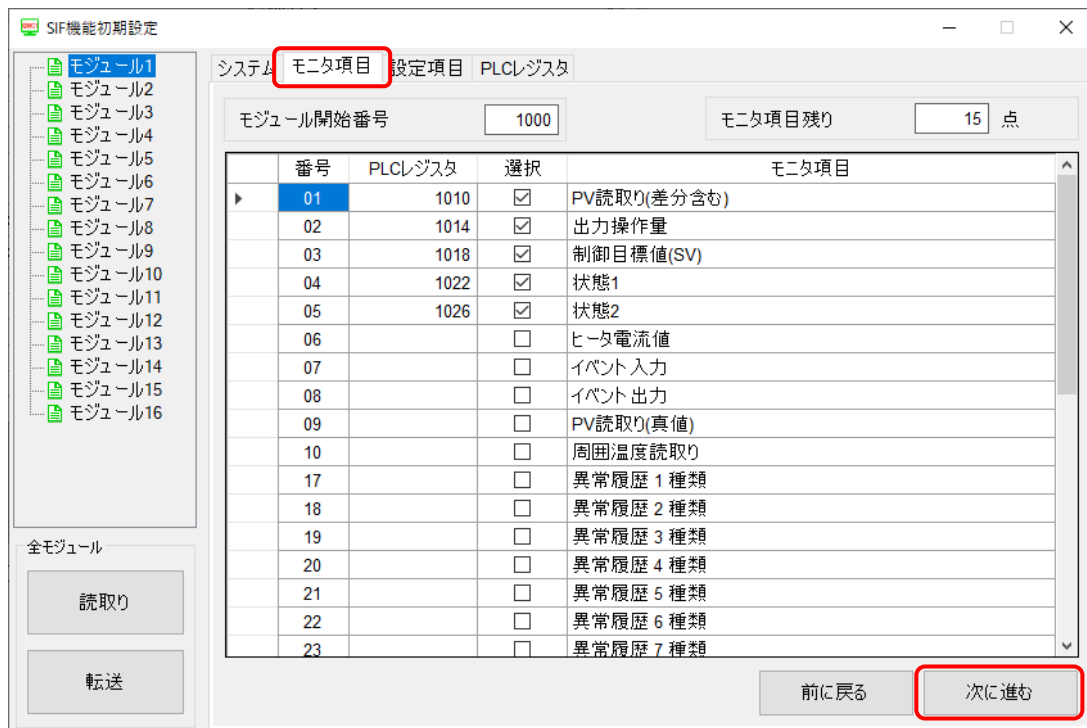 SIF機能初期設定
モジュール1
モジュール2
モジュール3
モジュール4
モジュール5
モジュール6
モジュール7
モジュール8
モジュール9
モジュール10
モジュール11
モジュール12
モジュール13
モジュール14
モジュール15
モジュール16
全モジュール
読取り
転送
システム モニタ項目 設定項目 PLCレジスタ
モジュール開始番号 1000 モニタ項目残り 15 点
番号 PLCレジスタ 選択 モニタ項目
01 1010 PV読取り(差分含む)
02 1014 出力操作量
03 1018 制御目標値(SV)
04 1022 状態1
05 1026 状態2
06 ヒータ電流値
07 イベント入力
08 イベント出力
09 PV読取り(真値)
10 周囲温度読取り
17 異常履歴 1 種類
18 異常履歴 2 種類
19 異常履歴 3 種類
20 異常履歴 4 種類
21 異常履歴 5 種類
22 異常履歴 6 種類
23 異常履歴 7 種類
前に戻る 次に進む